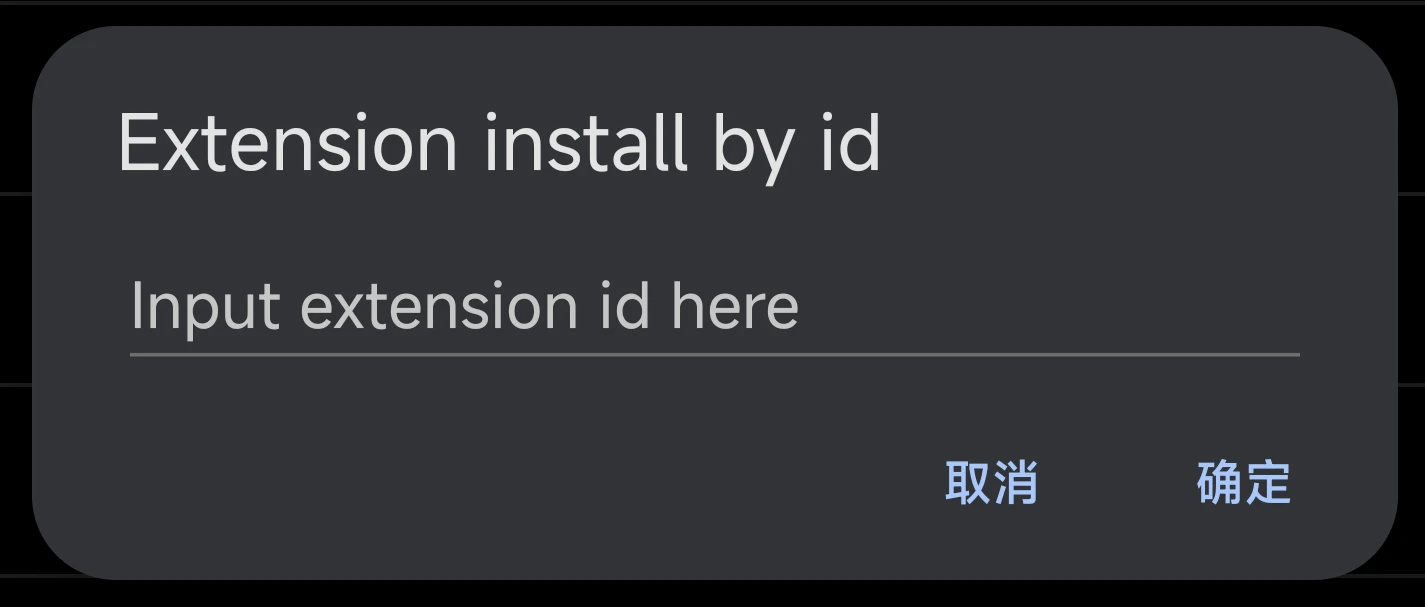 Extension install by id
Input extension id here
取消 确定